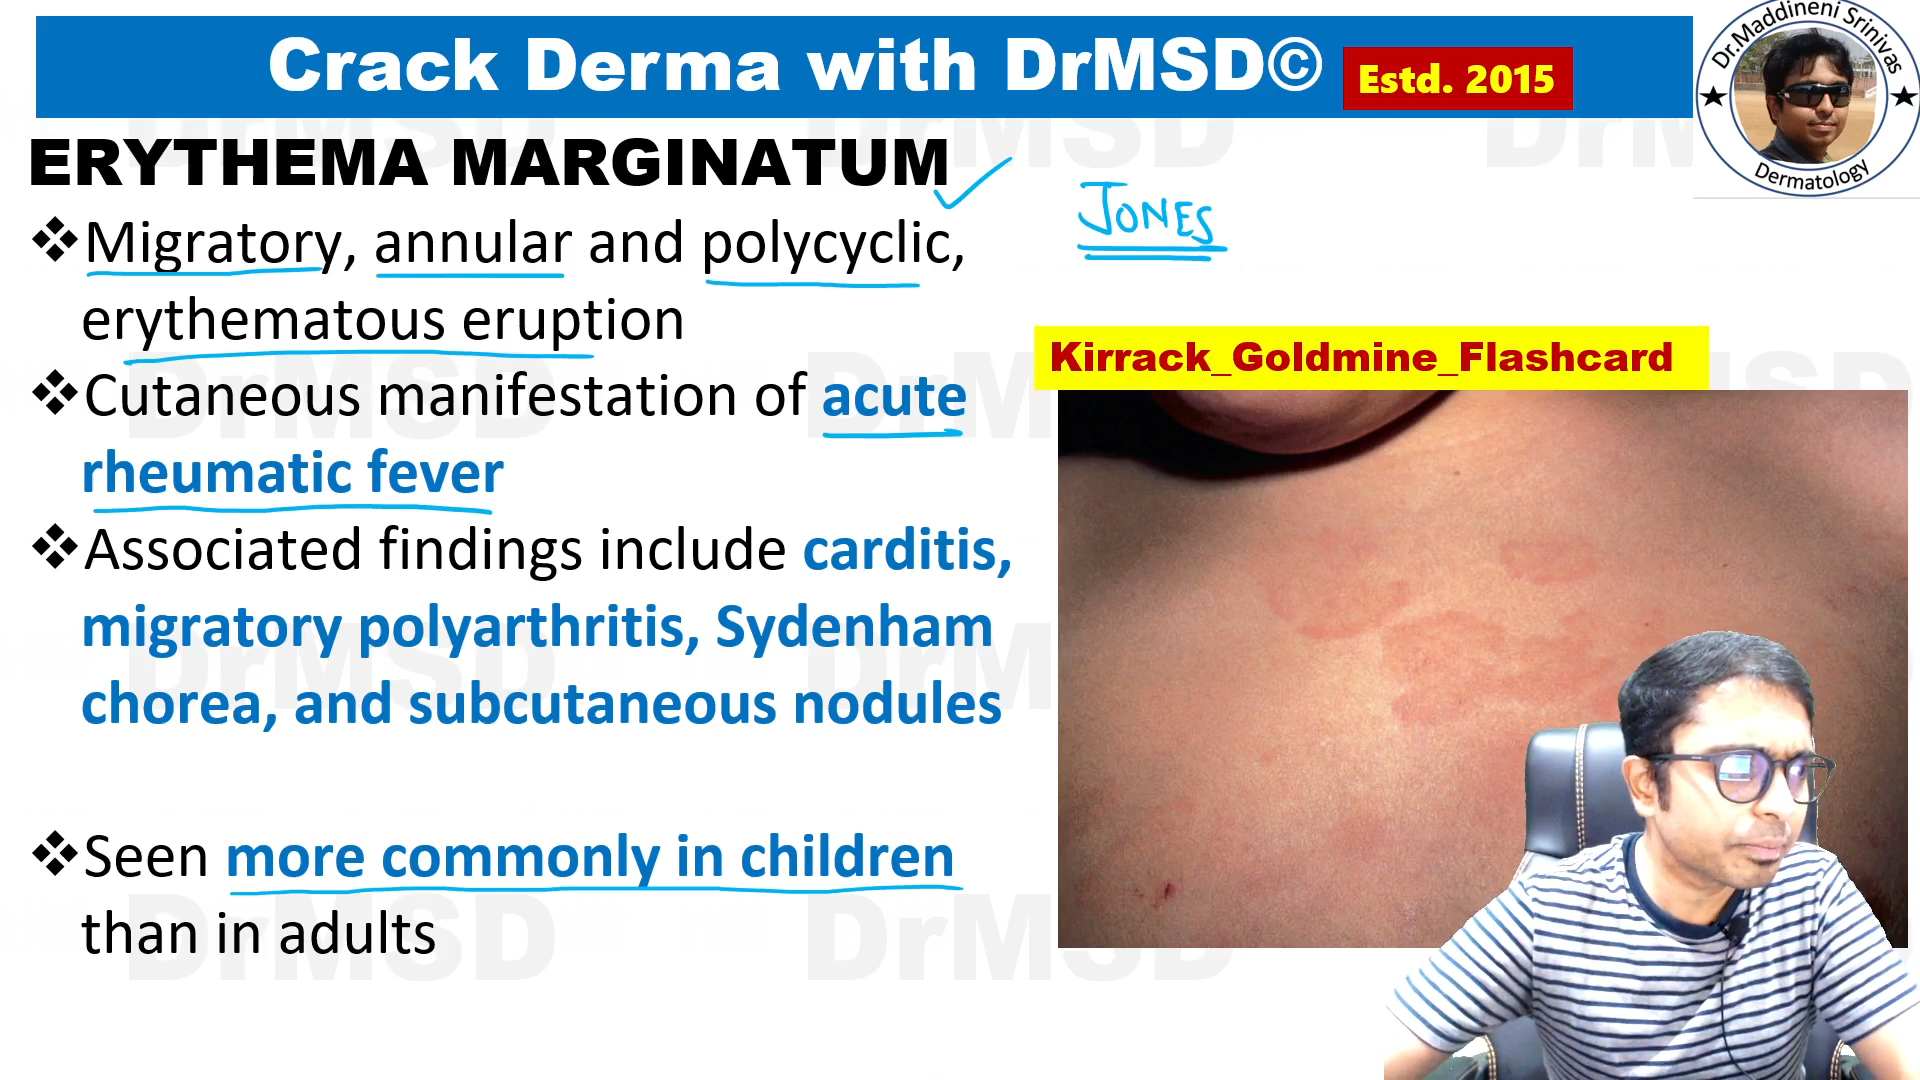 Crack Derma with DrMSD© Estd. 2015
Dr.Maddineni Srinivas
Dermatology
ERYTHEMA MARGINATUM
JONES
❖Migratory, annular and polycyclic,
erythematous eruption
❖Cutaneous manifestation of acute
rheumatic fever
❖Associated findings include carditis,
migratory polyarthritis, Sydenham
chorea, and subcutaneous nodules
❖Seen more commonly in children
than in adults
Kirrack_Goldmine_Flashcard
DrMSD